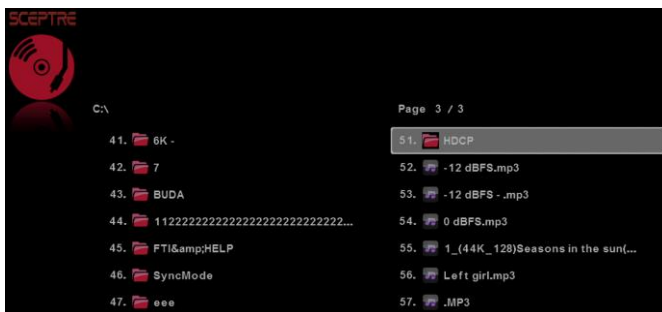 SCEPTRE
C:\
Page 3 / 3
41. 6K -
42. 7
43. BUDA
44. 112222222222222222222222222...
45. FTI&amp;HELP
46. SyncMode
47. eee
51. HDCP
52. -12 dBFS.mp3
53. -12 dBFS - .mp3
54. 0 dBFS.mp3
55. 1_(44K_128)Seasons in the sun(...
56. Left girl.mp3
57. .MP3